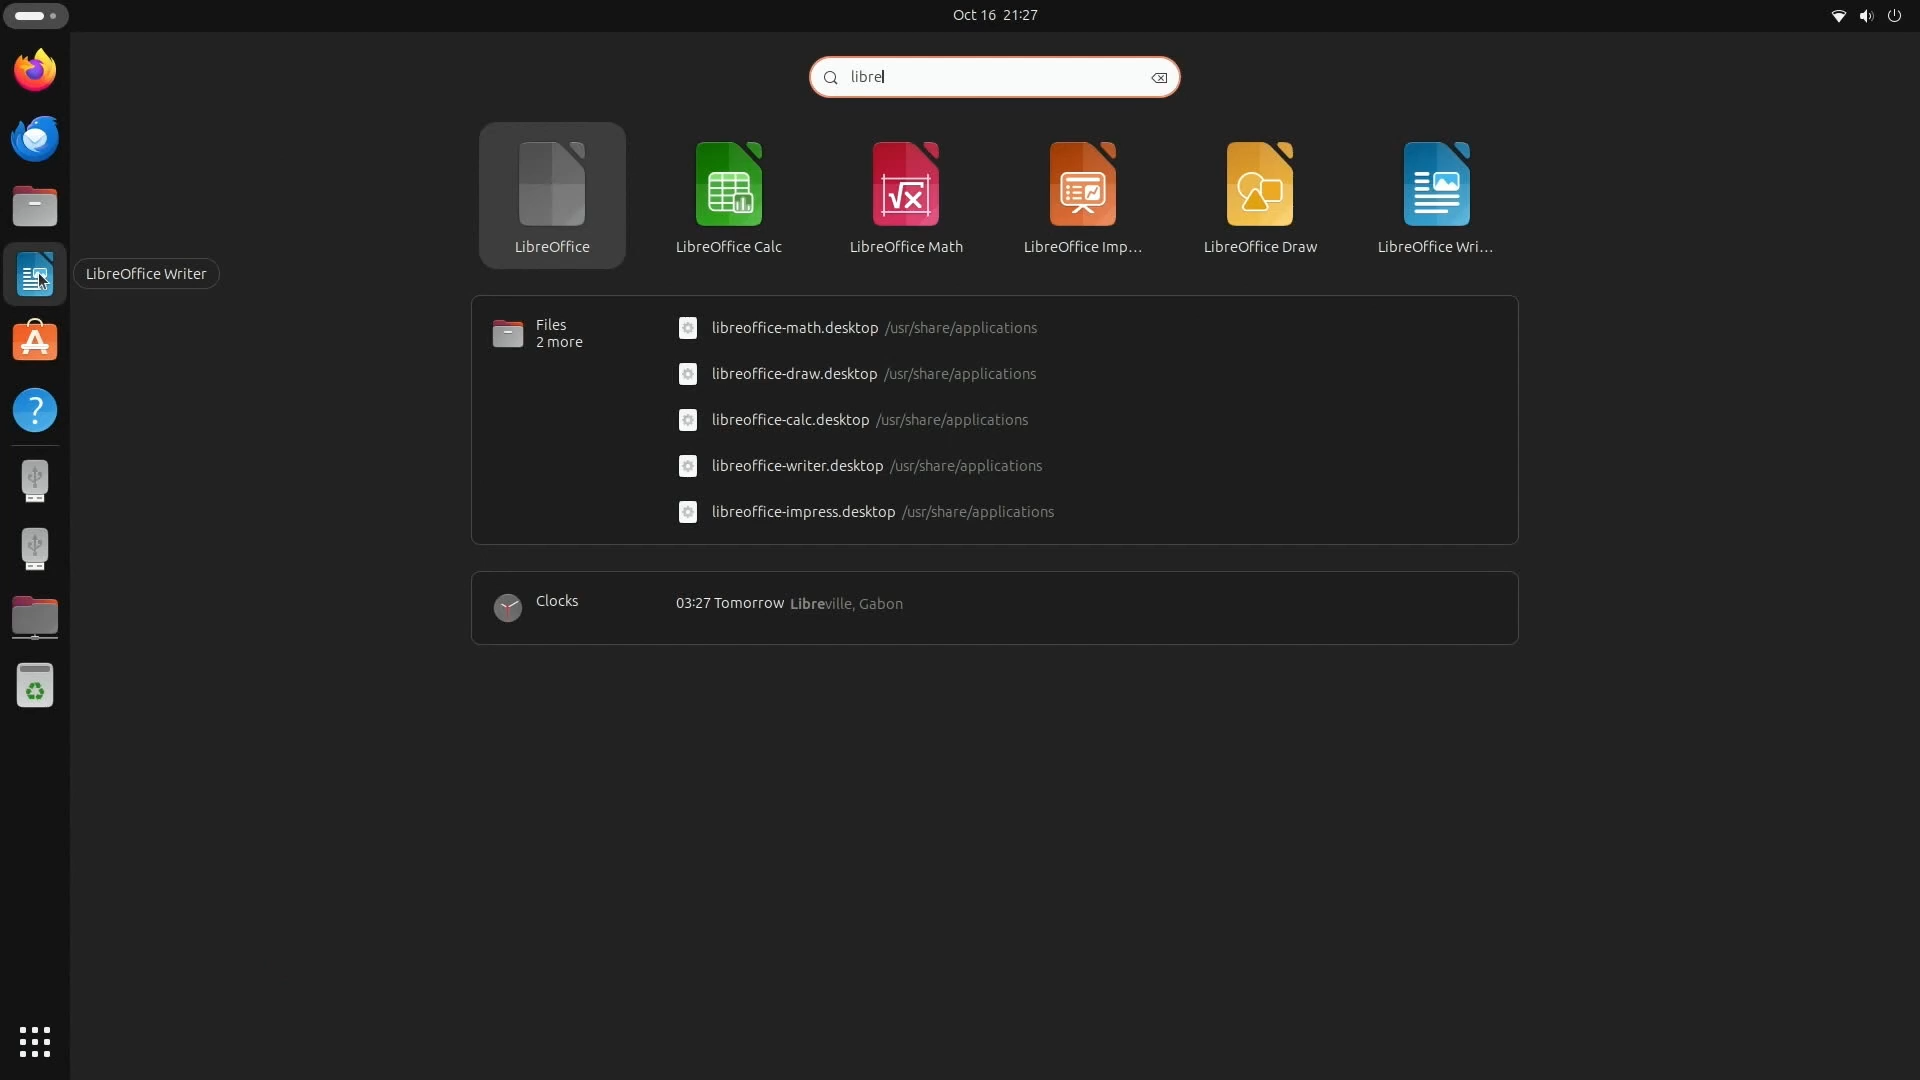 Oct 16 21:27
libre
LibreOffice
LibreOffice Calc
LibreOffice Math
LibreOffice Imp...
LibreOffice Draw
LibreOffice Wri...
LibreOffice Writer
Files
2 more
libreoffice-math.desktop /usr/share/applications
libreoffice-draw.desktop /usr/share/applications
libreoffice-calc.desktop /usr/share/applications
libreoffice-writer.desktop /usr/share/applications
libreoffice-impress.desktop /usr/share/applications
Clocks
03:27 Tomorrow Libreville, Gabon